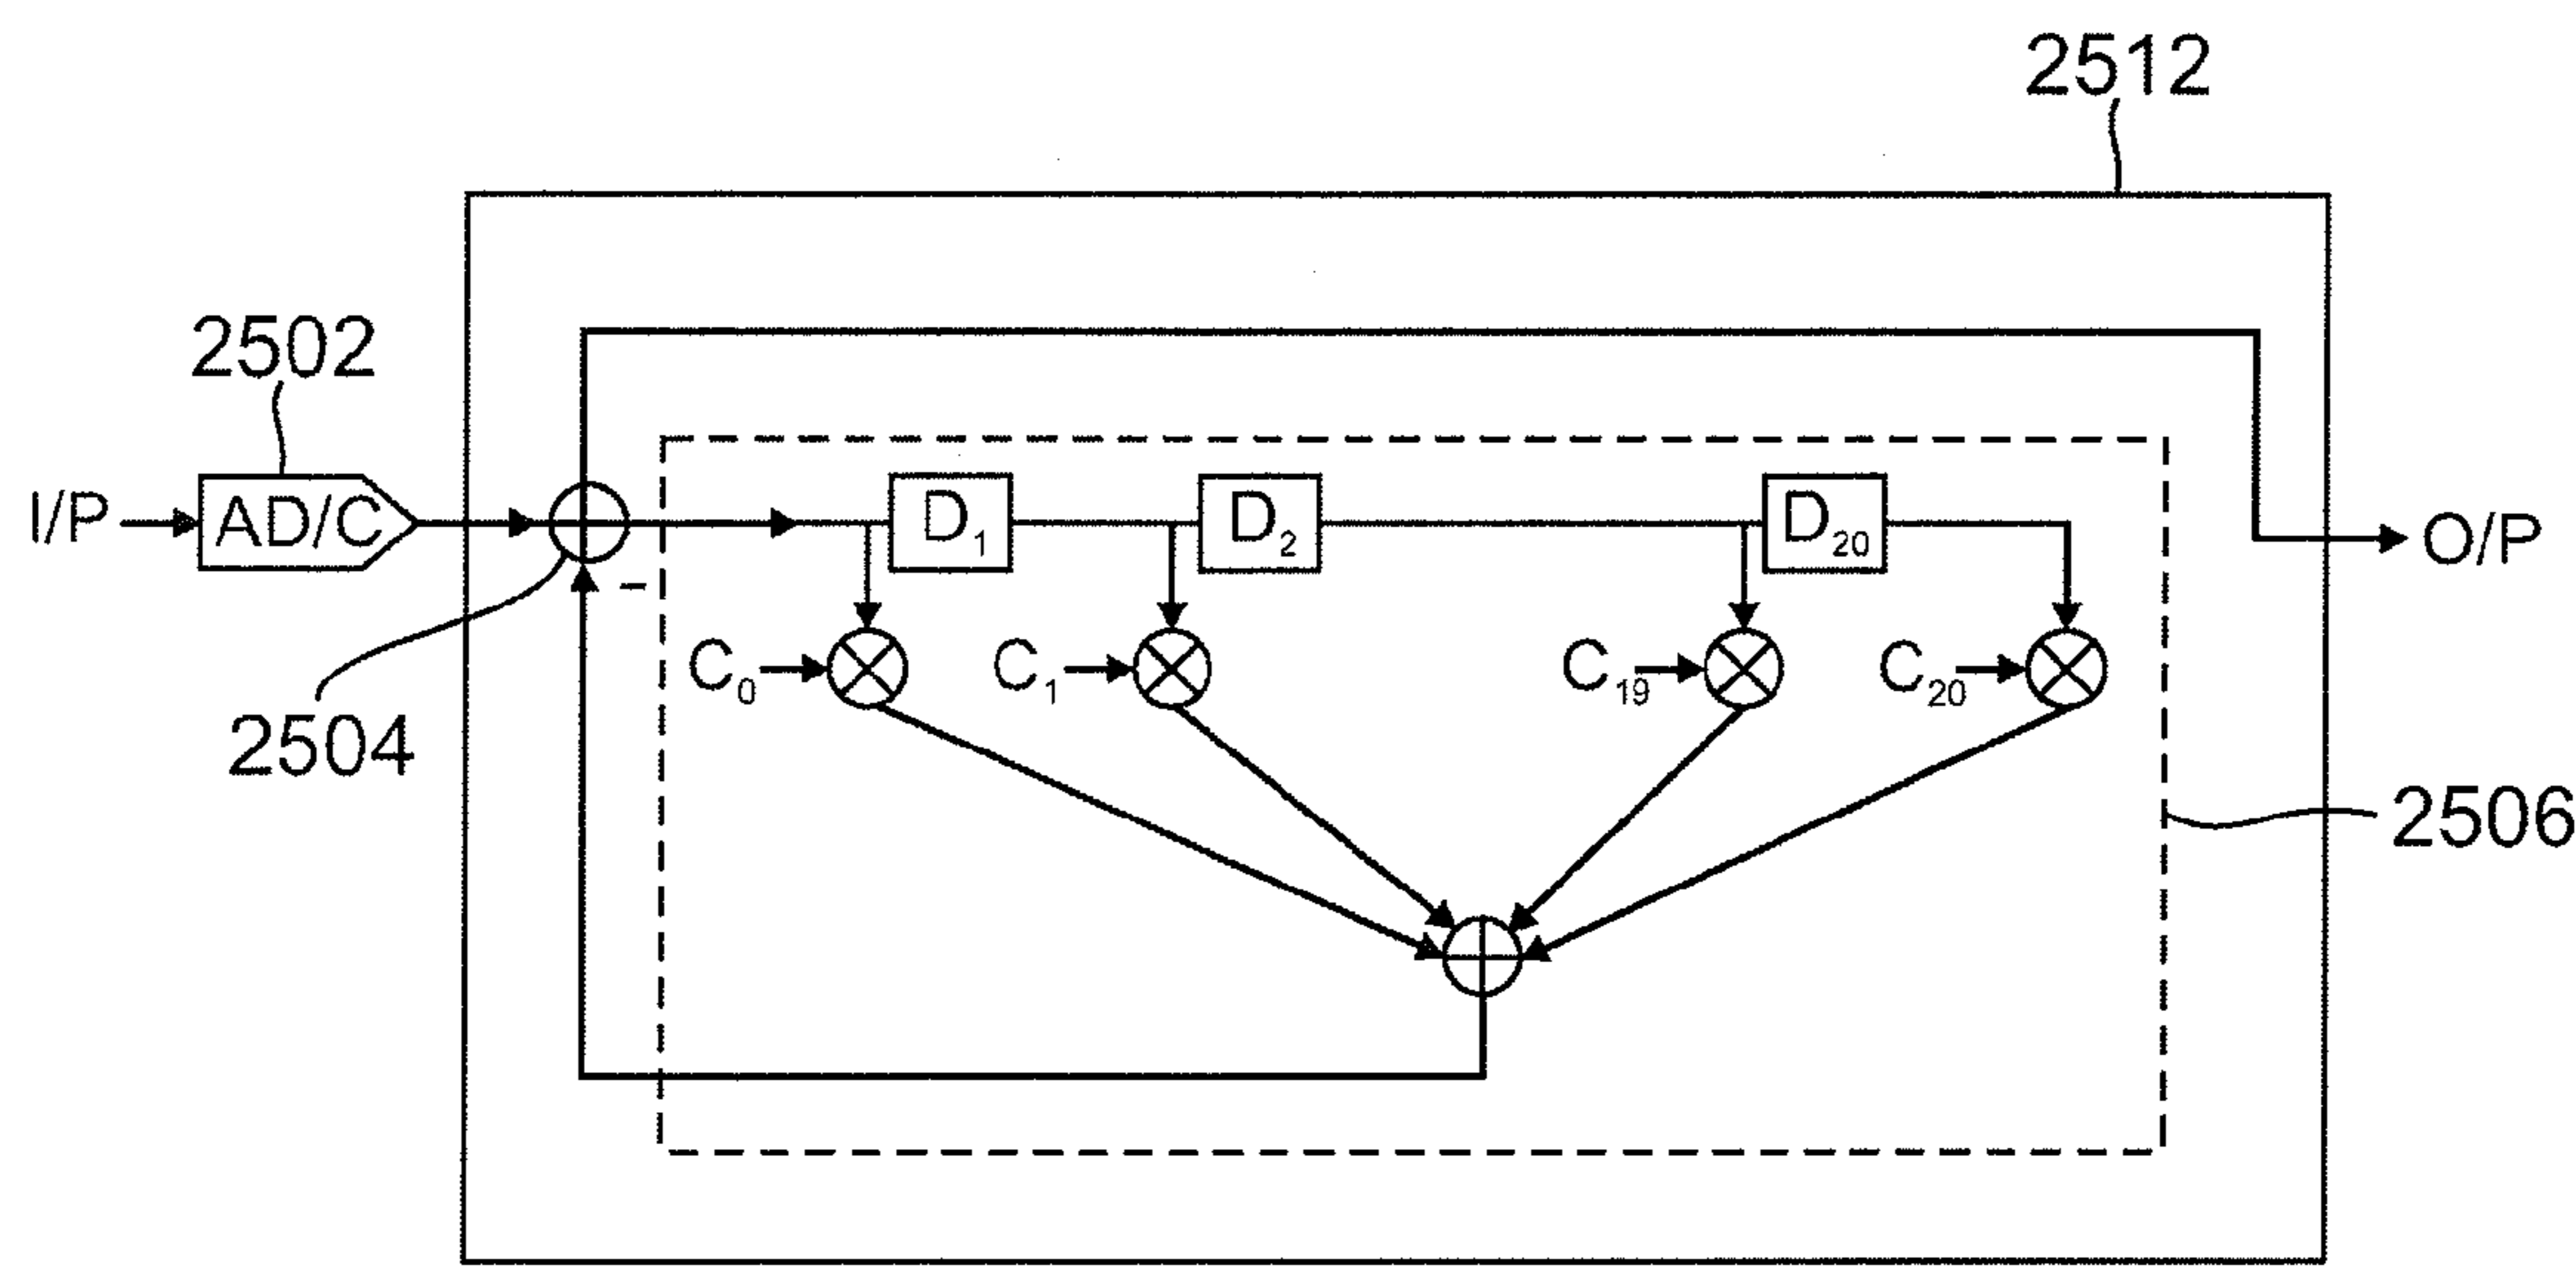 2512
2502
I/P
AD/C
D₁
D₂
D₂₀
O/P
-
C₀
C₁
C₁₉
C₂₀
2504
2506